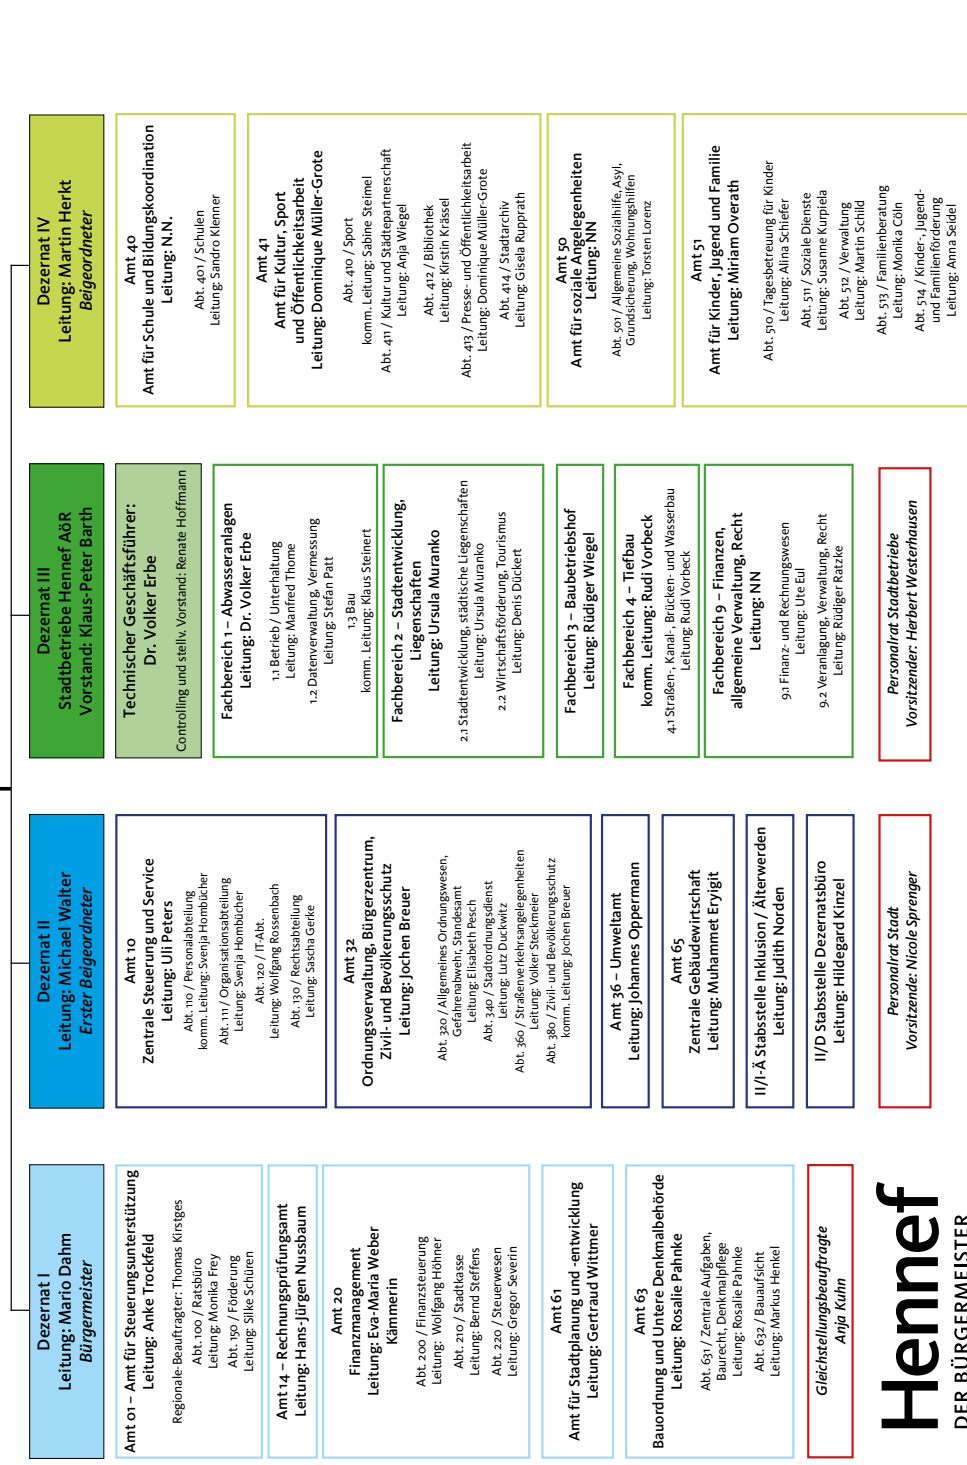 Dezernat I
Leitung: Mario Dahm
Bürgermeister
Amt 01 – Amt für Steuerungsunterstützung
Leitung: Anke Trockfeld
Regionale-Beauftragter: Thomas Kirstges
Abt. 100 / Ratsbüro
Leitung: Monika Frey
Abt. 150 / Förderung
Leitung: Silke Schüren
Amt 14 – Rechnungsprüfungsamt
Leitung: Hans-Jürgen Nussbaum
Amt 20
Finanzmanagement
Leitung: Eva-Maria Weber
Kämmerin
Abt. 200 / Finanzsteuerung
Leitung: Wolfgang Höhner
Abt. 210 / Stadtkasse
Leitung: Bernd Steffens
Abt. 220 / Steuerwesen
Leitung: Gregor Severin
Amt 61
Amt für Stadtplanung und -entwicklung
Leitung: Gertraud Wittmer
Amt 63
Bauordnung und Untere Denkmalbehörde
Leitung: Rosalie Pahnke
Abt. 631 / Zentrale Aufgaben,
Baurecht, Denkmalpflege
Leitung: Rosalie Pahnke
Abt. 632 / Bauaufsicht
Leitung: Markus Henkel
Gleichstellungsbeauftragte
Anja Kuhn
Hennef
DER BÜRGERMEISTER
Dezernat II
Leitung: Michael Walter
Erster Beigeordneter
Amt 10
Zentrale Steuerung und Service
Leitung: Uli Peters
Abt. 110 / Personalabteilung
komm. Leitung: Svenja Hombücher
Abt. 111 / Organisationsabteilung
Leitung: Svenja Hombücher
Abt. 120 / IT-Abt.
Leitung: Wolfgang Rossenbach
Abt. 130 / Rechtsabteilung
Leitung: Sascha Gerke
Amt 32
Ordnungsverwaltung, Bürgerzentrum,
Zivil- und Bevölkerungsschutz
Leitung: Jochen Breuer
Abt. 320 / Allgemeines Ordnungswesen,
Gefahrenabwehr, Standesamt
Leitung: Elisabeth Pesch
Abt. 340 / Stadtordnungsdienst
Leitung: Lutz Duckwitz
Abt. 360 / Straßenverkehrsangelegenheiten
Leitung: Volker Steckmeier
Abt. 380 / Zivil- und Bevölkerungsschutz
komm. Leitung: Jochen Breuer
Amt 36 – Umweltamt
Leitung: Johannes Oppermann
Amt 65
Zentrale Gebäudewirtschaft
Leitung: Muhammet Eryigit
II/I-Ä Stabsstelle Inklusion / Älterwerden
Leitung: Judith Norden
II/D Stabsstelle Dezernatsbüro
Leitung: Hildegard Kinzel
Personalrat Stadt
Vorsitzende: Nicole Sprenger
Dezernat III
Stadtbetriebe Hennef AöR
Vorstand: Klaus-Peter Barth
Technischer Geschäftsführer:
Dr. Volker Erbe
Controlling und stellv. Vorstand: Renate Hoffmann
Fachbereich 1 – Abwasseranlagen
Leitung: Dr. Volker Erbe
1.1 Betrieb / Unterhaltung
Leitung: Manfred Thome
1.2 Datenverwaltung, Vermessung
Leitung: Stefan Patt
1.3 Bau
komm. Leitung: Klaus Steinert
Fachbereich 2 – Stadtentwicklung,
Liegenschaften
Leitung: Ursula Muranko
2.1 Stadtentwicklung, städtische Liegenschaften
Leitung: Ursula Muranko
2.2 Wirtschaftsförderung, Tourismus
Leitung: Denis Dückert
Fachbereich 3 – Baubetriebshof
Leitung: Rüdiger Wiegel
Fachbereich 4 – Tiefbau
komm. Leitung: Rudi Vorbeck
4.1 Straßen-, Kanal-, Brücken- und Wasserbau
Leitung: Rudi Vorbeck
Fachbereich 9 – Finanzen,
allgemeine Verwaltung, Recht
Leitung: NN
9.1 Finanz- und Rechnungswesen
Leitung: Ute Eul
9.2 Veranlagung, Verwaltung, Recht
Leitung: Rüdiger Ratzke
Personalrat Stadtbetriebe
Vorsitzender: Herbert Westerhausen
Dezernat IV
Leitung: Martin Herkt
Beigeordneter
Amt 40
Amt für Schule und Bildungskoordination
Leitung: N.N.
Abt. 401 / Schulen
Leitung: Sandro Klenner
Amt 41
Amt für Kultur, Sport
und Öffentlichkeitsarbeit
Leitung: Dominique Müller-Grote
Abt. 410 / Sport
komm. Leitung: Sabine Steimel
Abt. 411 / Kultur und Städtepartnerschaft
Leitung: Anja Wiegel
Abt. 412 / Bibliothek
Leitung: Kirstin Krässel
Abt. 413 / Presse- und Öffentlichkeitsarbeit
Leitung: Dominique Müller-Grote
Abt. 414 / Stadtarchiv
Leitung: Gisela Rupprath
Amt 50
Amt für soziale Angelegenheiten
Leitung: NN
Abt. 501 / Allgemeine Sozialhilfe, Asyl,
Grundsicherung, Wohnungshilfen
Leitung: Torsten Lorenz
Amt 51
Amt für Kinder, Jugend und Familie
Leitung: Miriam Overath
Abt. 510 / Tagesbetreuung für Kinder
Leitung: Alina Schiefer
Abt. 511 / Soziale Dienste
Leitung: Susanne Kurpiela
Abt. 512 / Verwaltung
Leitung: Martin Schild
Abt. 513 / Familienberatung
Leitung: Monika Cöln
Abt. 514 / Kinder-, Jugend-
und Familienförderung
Leitung: Anna Seidel